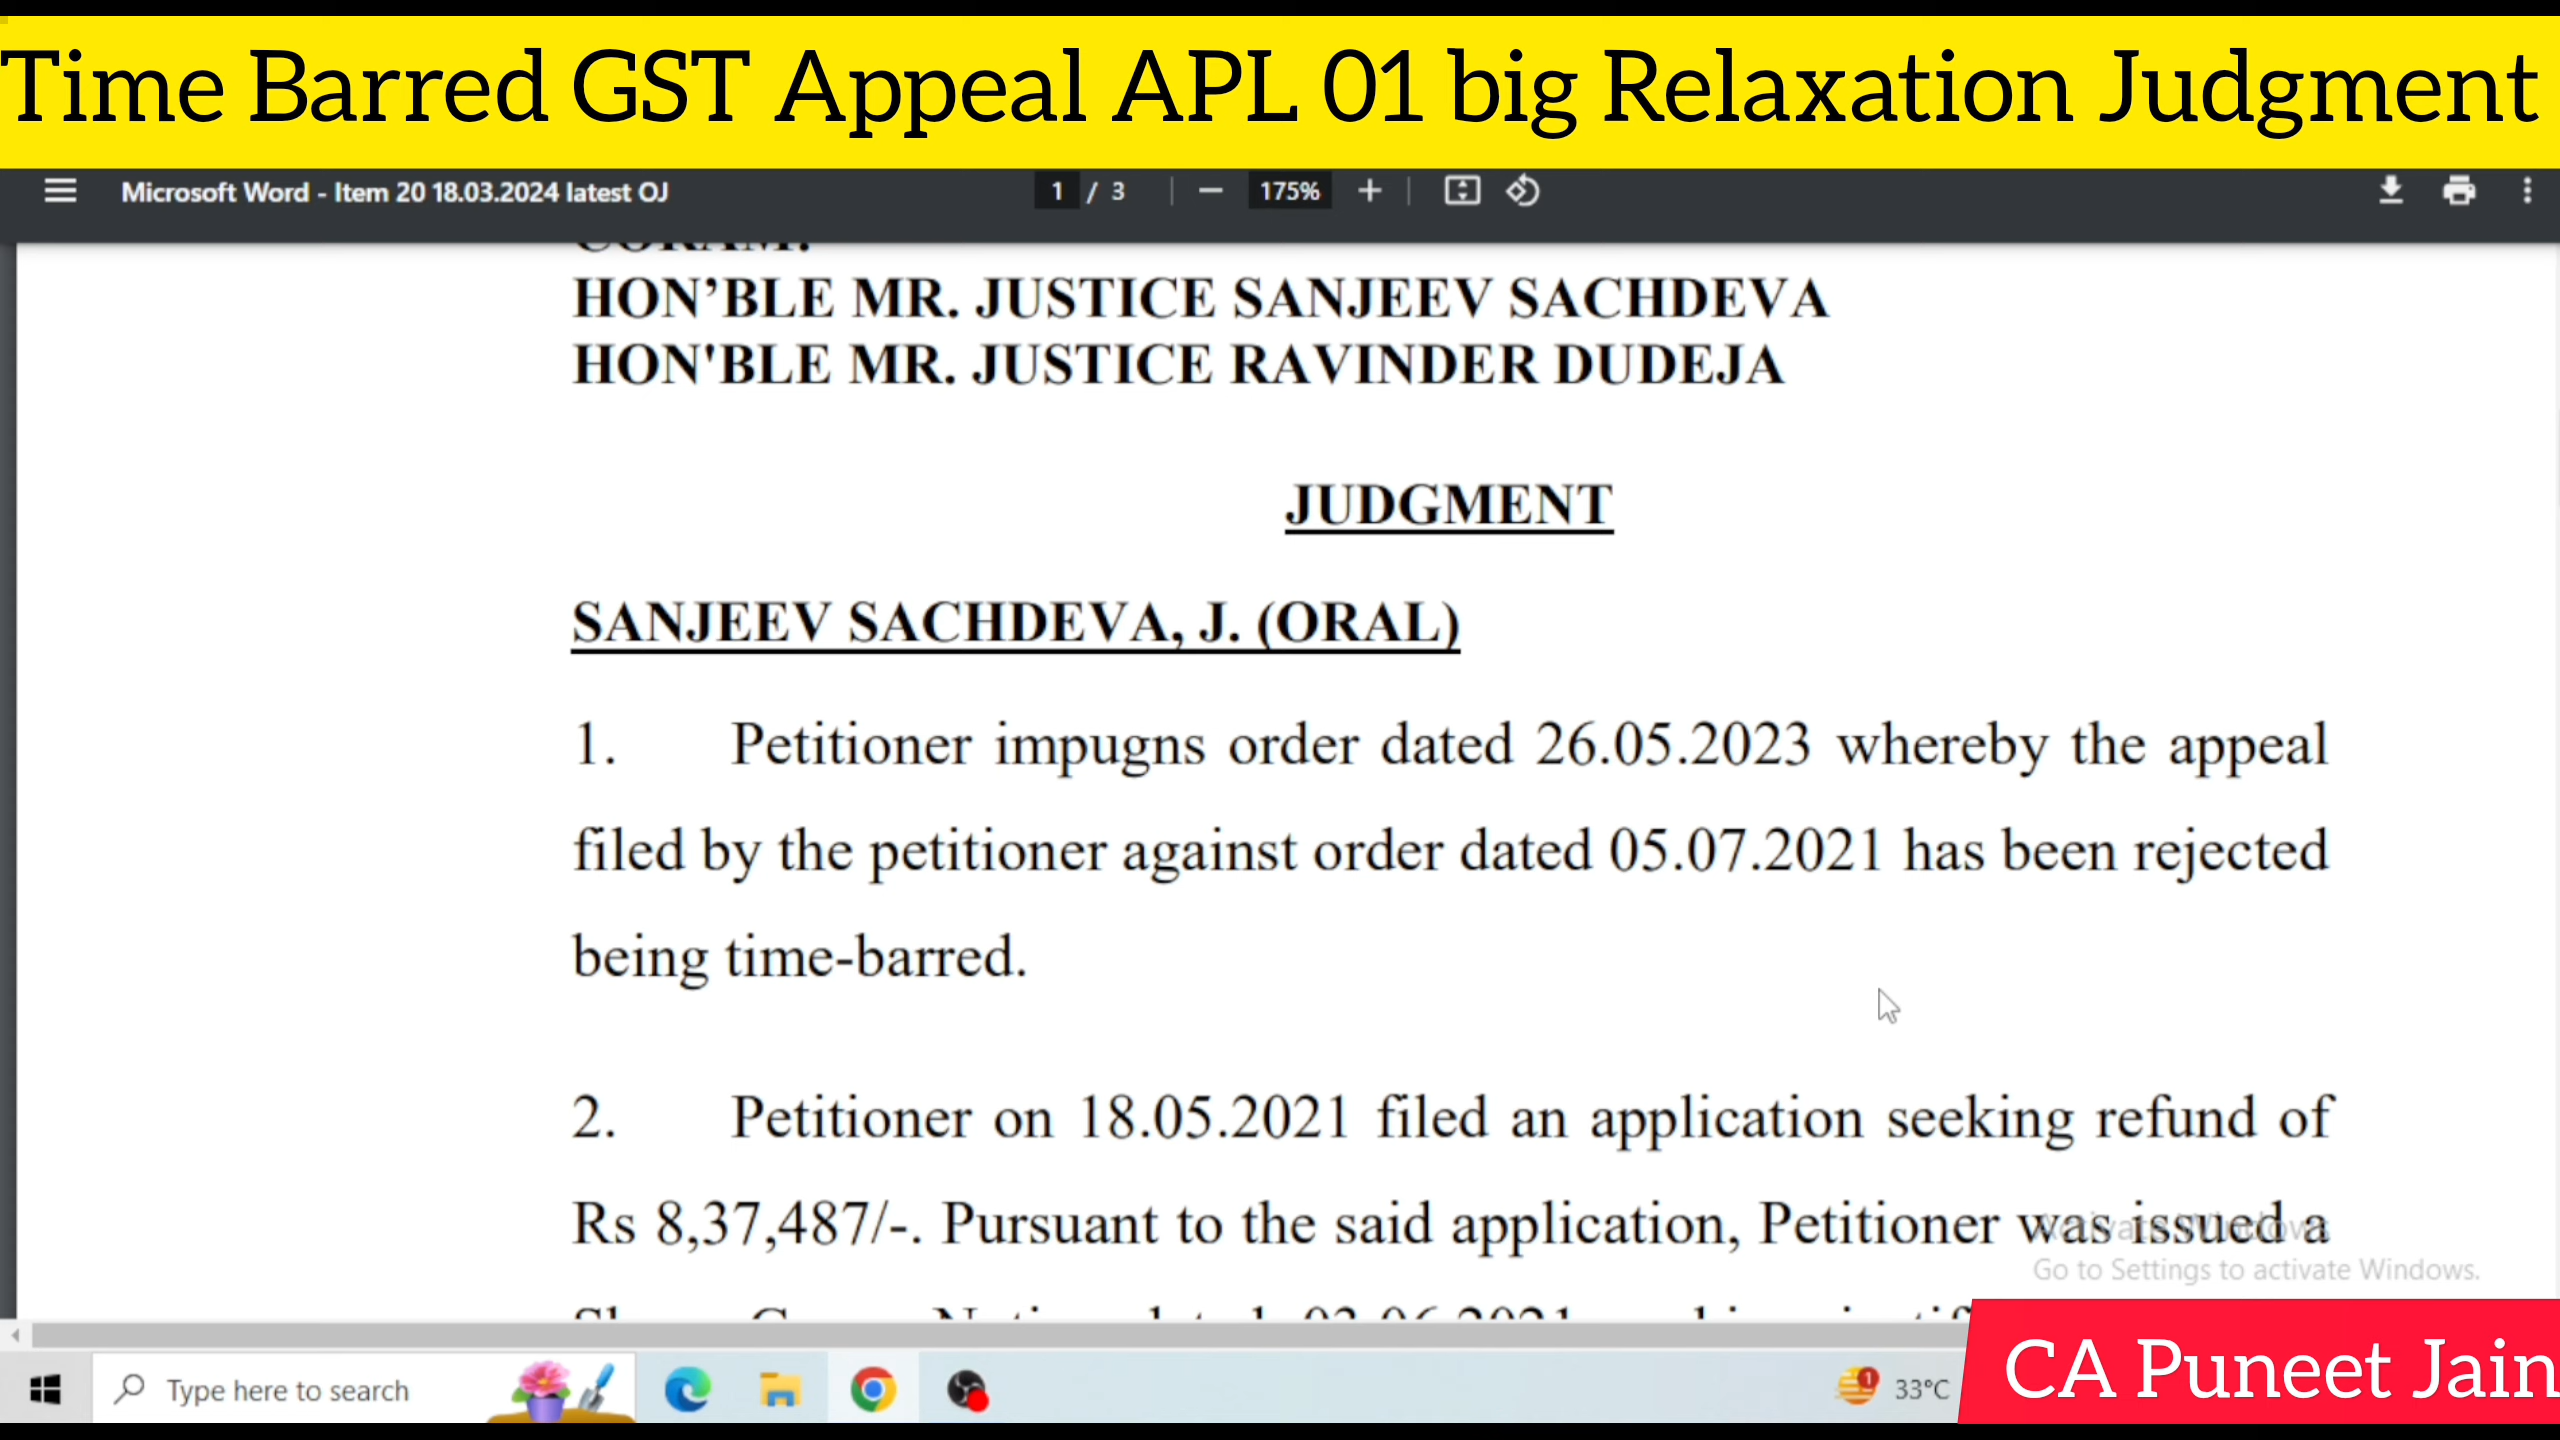 Time Barred GST Appeal APL 01 big Relaxation Judgment
Microsoft Word - Item 20 18.03.2024 latest OJ
1 / 3
175%
CORAM:
HON’BLE MR. JUSTICE SANJEEV SACHDEVA
HON'BLE MR. JUSTICE RAVINDER DUDEJA
JUDGMENT
SANJEEV SACHDEVA, J. (ORAL)
1. Petitioner impugns order dated 26.05.2023 whereby the appeal
filed by the petitioner against order dated 05.07.2021 has been rejected
being time-barred.
2. Petitioner on 18.05.2021 filed an application seeking refund of
Rs 8,37,487/-. Pursuant to the said application, Petitioner was issued a
Activate Windows
Go to Settings to activate Windows.
Type here to search
1
33°C
CA Puneet Jain